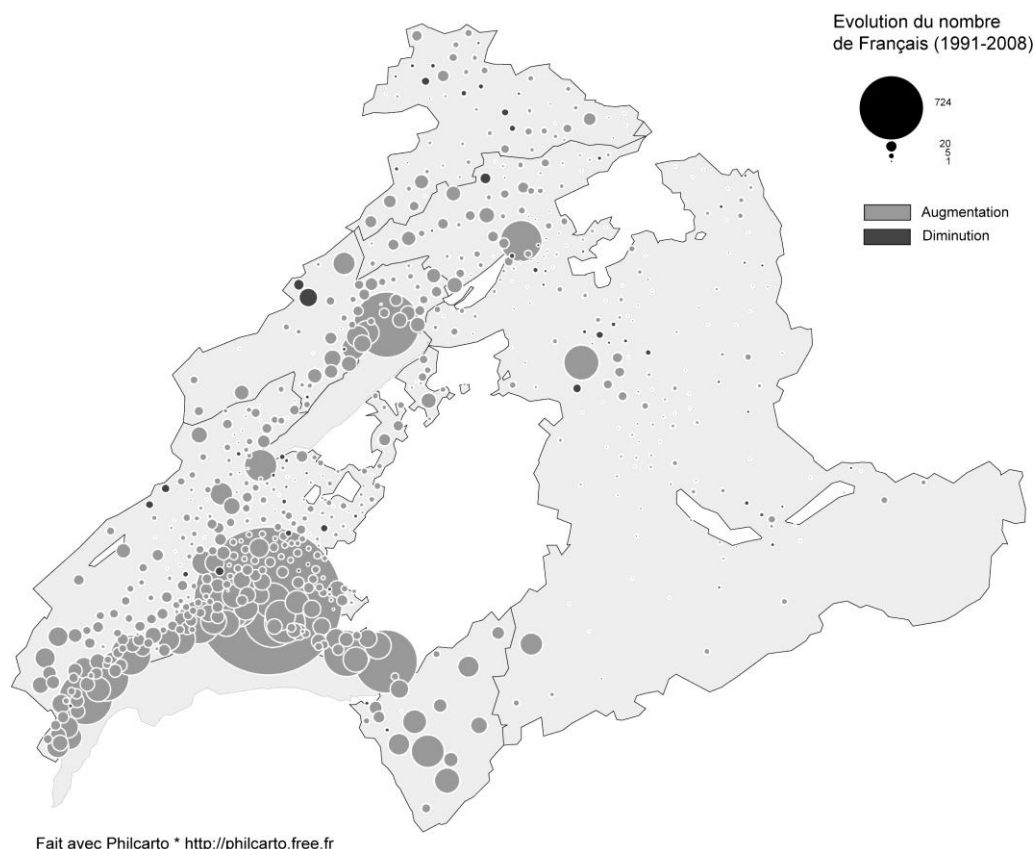 Evolution du nombre
de Français (1991-2008)
724
20
5
1
Augmentation
Diminution
Fait avec Philcarto * http://philcarto.free.fr